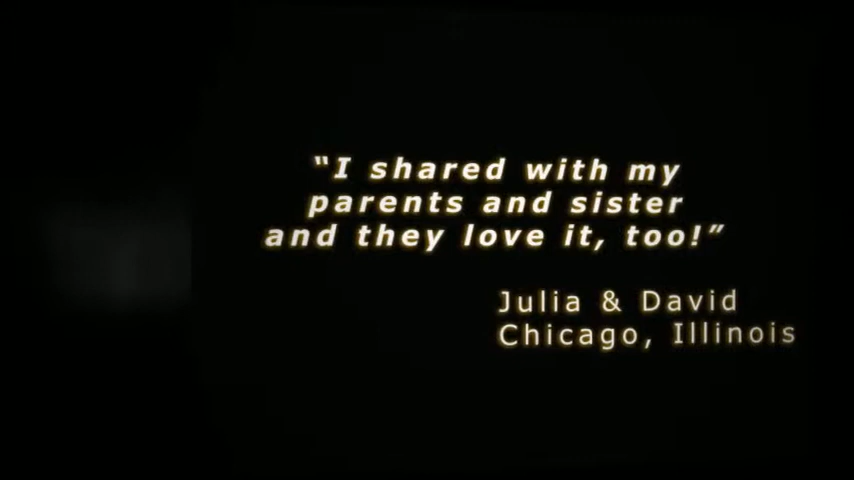 “I shared with my
parents and sister
and they love it, too!”
Julia & David
Chicago, Illinois